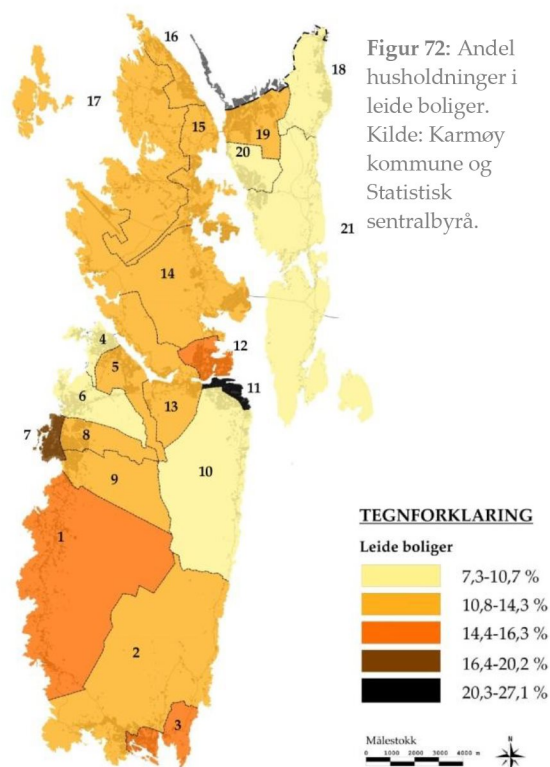 Figur 72: Andel
husholdninger i
leide boliger.
Kilde: Karmøy
kommune og
Statistisk
sentralbyrå.
16
18
17
15
19
20
21
14
4
12
5
11
6
13
7
8
10
9
1
2
3
TEGNFORKLARING
Leide boliger
7,3-10,7 %
10,8-14,3 %
14,4-16,3 %
16,4-20,2 %
20,3-27,1 %
Målestokk
0 1000 2000 3000 4000 m